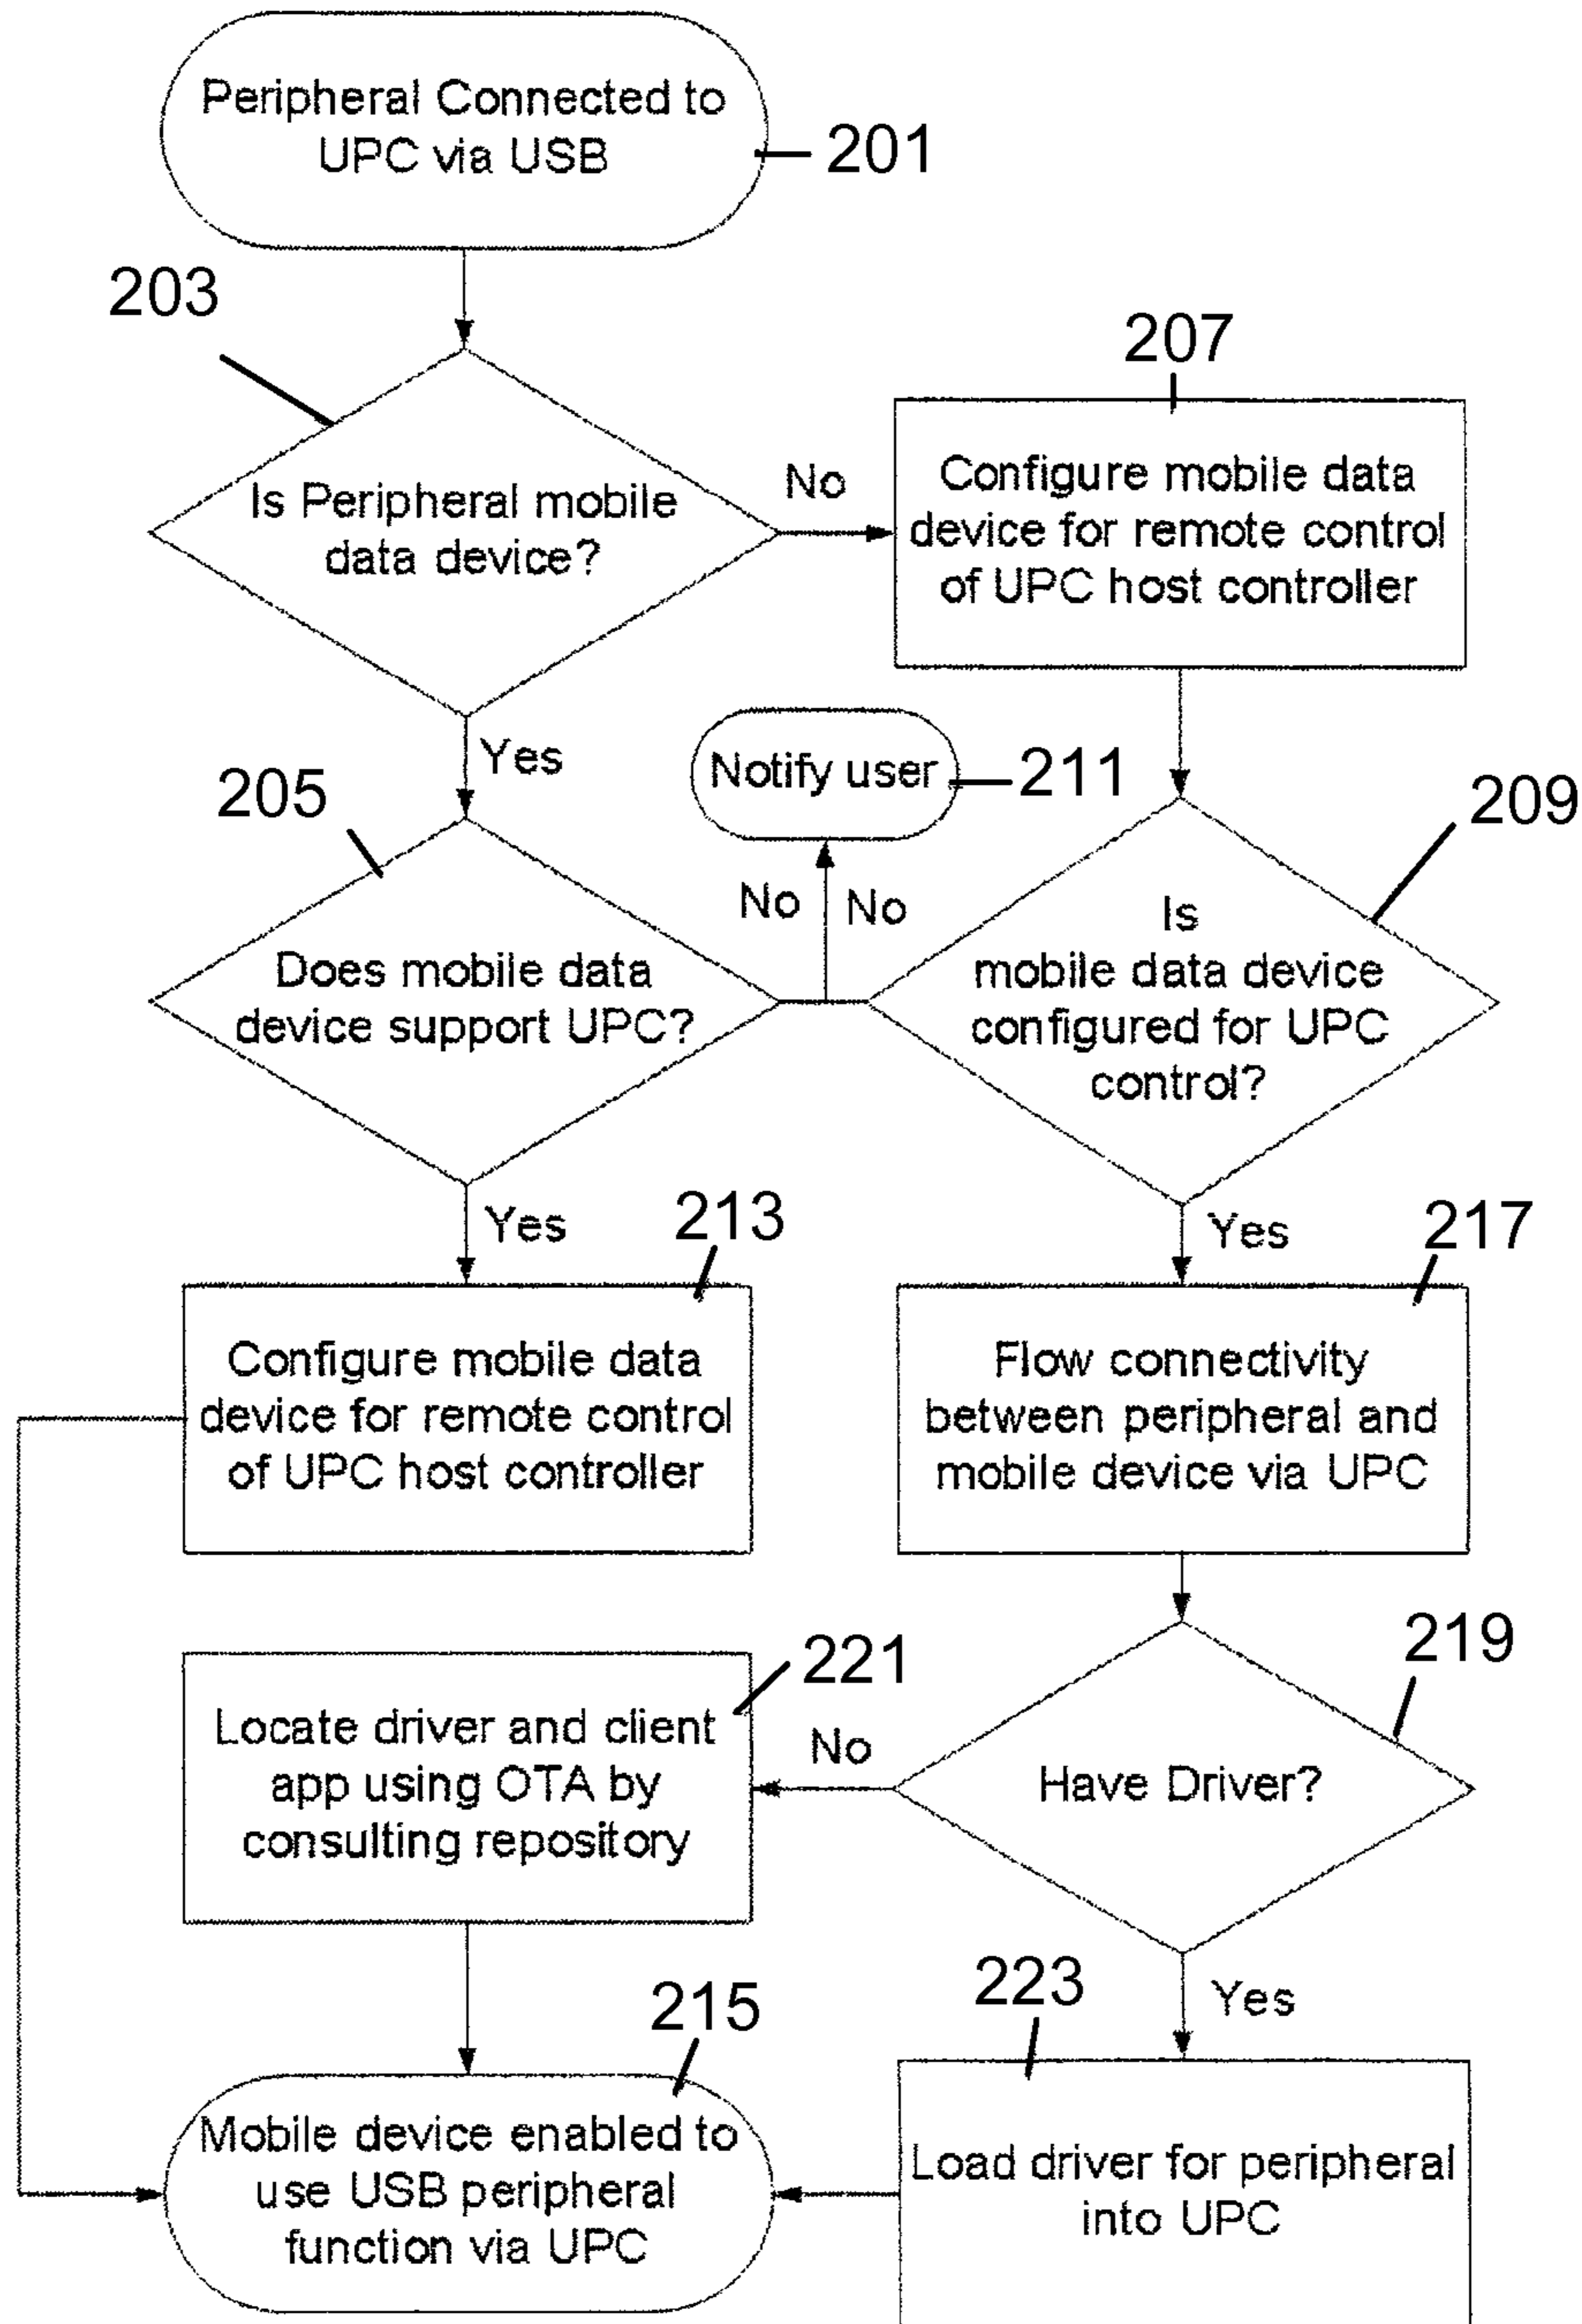 Peripheral Connected to
UPC via USB
201
203
Is Peripheral mobile
data device?
No
207
Configure mobile data
device for remote control
of UPC host controller
Yes
Notify user
211
205
209
No
No
Does mobile data
device support UPC?
Is
mobile data device
configured for UPC
control?
Yes
213
Yes
217
Configure mobile data
device for remote control
of UPC host controller
Flow connectivity
between peripheral and
mobile device via UPC
221
219
Locate driver and client
app using OTA by
consulting repository
No
Have Driver?
Yes
215
223
Mobile device enabled to
use USB peripheral
function via UPC
Load driver for peripheral
into UPC